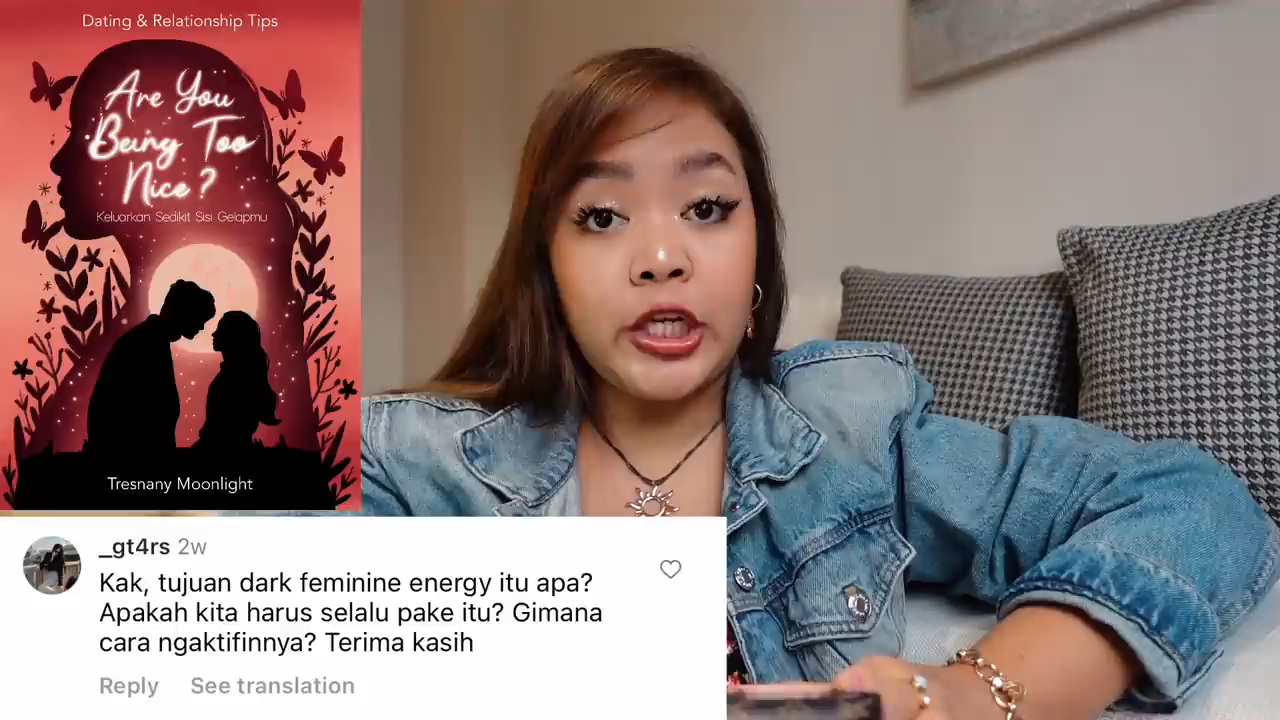 Dating & Relationship Tips
Are You
Being Too
Nice?
Keluarkan Sedikit Sisi Gelapmu
Tresnany Moonlight
_gt4rs 2w
Kak, tujuan dark feminine energy itu apa?
Apakah kita harus selalu pake itu? Gimana
cara ngaktifinnya? Terima kasih
Reply See translation